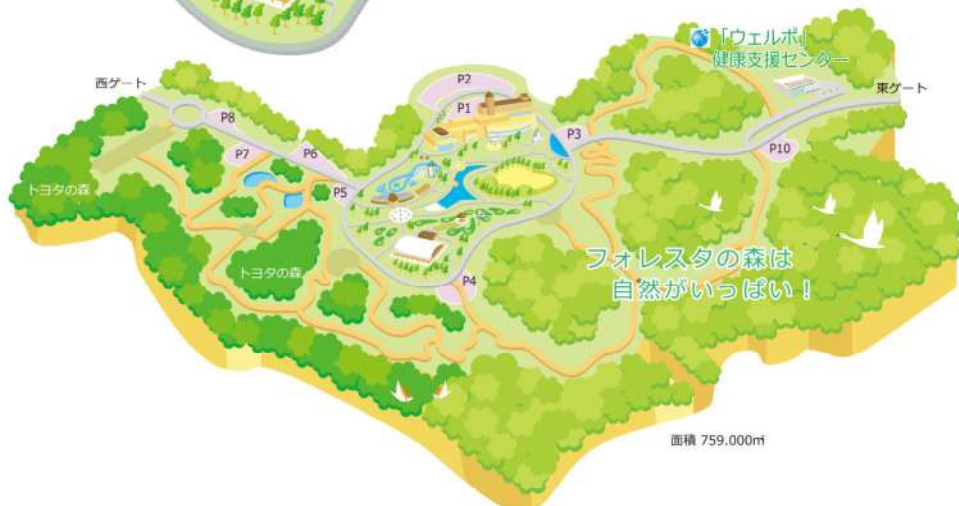 「ウェルポ」
健康支援センター
西ゲート
東ゲート
P2
P1
P8
P3
P7
P6
P10
P5
トヨタの森
フォレスタの森は
自然がいっぱい!
トヨタの森
P4
面積 759.000㎡